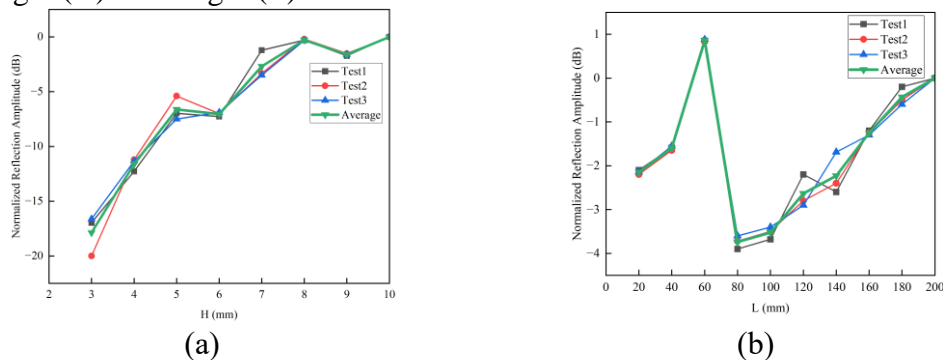 Normalized Reflection Amplitude (dB)
0
−5
−10
−15
−20
2
3
4
5
6
7
8
9
10
H (mm)
Test1
Test2
Test3
Average
(a)
Normalized Reflection Amplitude (dB)
1
0
−1
−2
−3
−4
0
20
40
60
80
100
120
140
160
180
200
L (mm)
Test1
Test2
Test3
Average
(b)